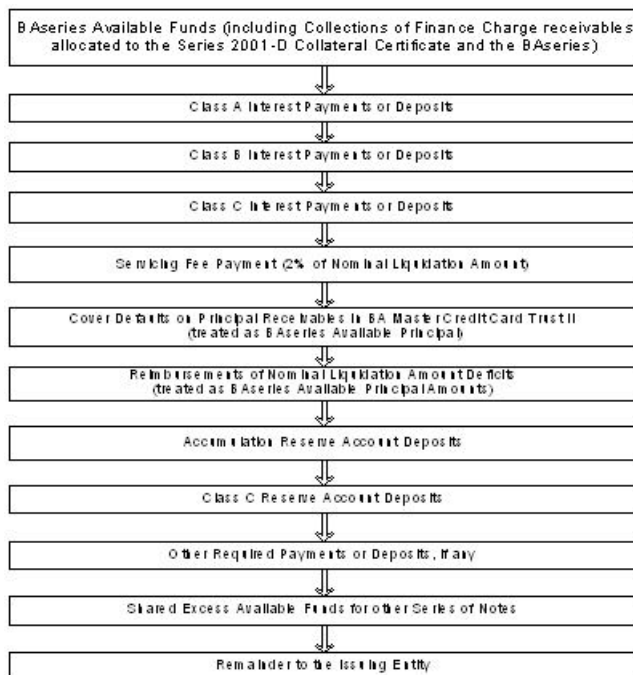 BAseries Available Funds (including Collections of Finance Charge receivables
allocated to the Series 2001-D Collateral Certificate and the BAseries)
Class A Interest Payments or Deposits
Class B Interest Payments or Deposits
Class C Interest Payments or Deposits
Servicing Fee Payment (2% of Nominal Liquidation Amount)
Cover Defaults on Principal Receivables in BA Master Credit Card Trust II
(treated as BAseries Available Principal)
Reimbursements of Nominal Liquidation Amount Deficits
(treated as BAseries Available Principal Amounts)
Accumulation Reserve Account Deposits
Class C Reserve Account Deposits
Other Required Payments or Deposits, if any
Shared Excess Available Funds for other Series of Notes
Remainder to the Issuing Entity